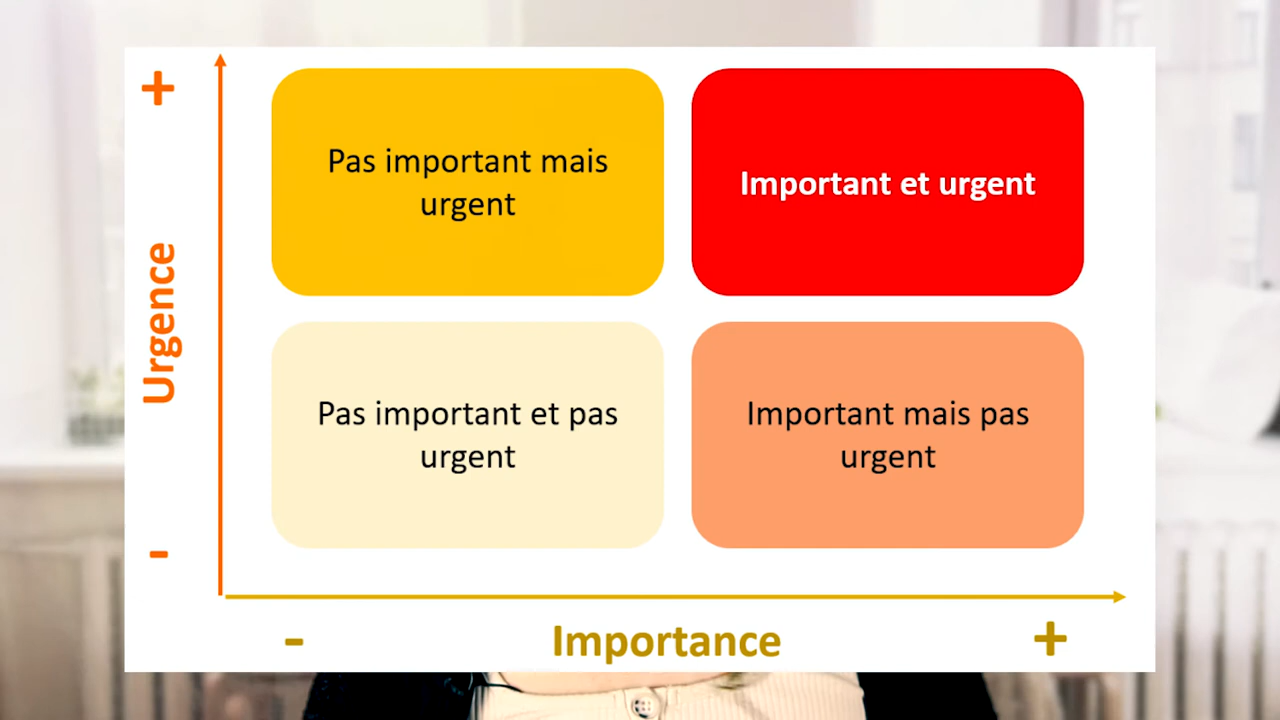 +
Pas important mais
urgent
Important et urgent
Urgence
Pas important et pas
urgent
Important mais pas
urgent
-
-
Importance
+